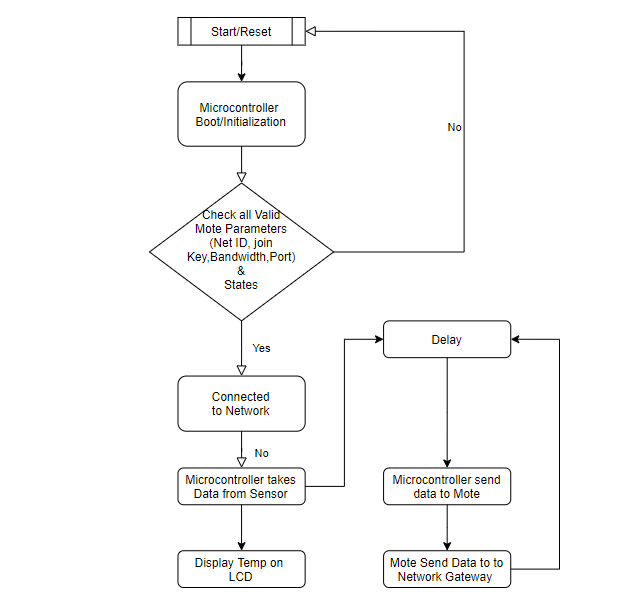 Start/Reset
Microcontroller
Boot/Initialization
No
Check all Valid
Mote Parameters
(Net ID, join
Key,Bandwidth,Port)
&
States
Yes
Connected
to Network
No
Microcontroller takes
Data from Sensor
Display Temp on
LCD
Delay
Microcontroller send
data to Mote
Mote Send Data to to
Network Gateway